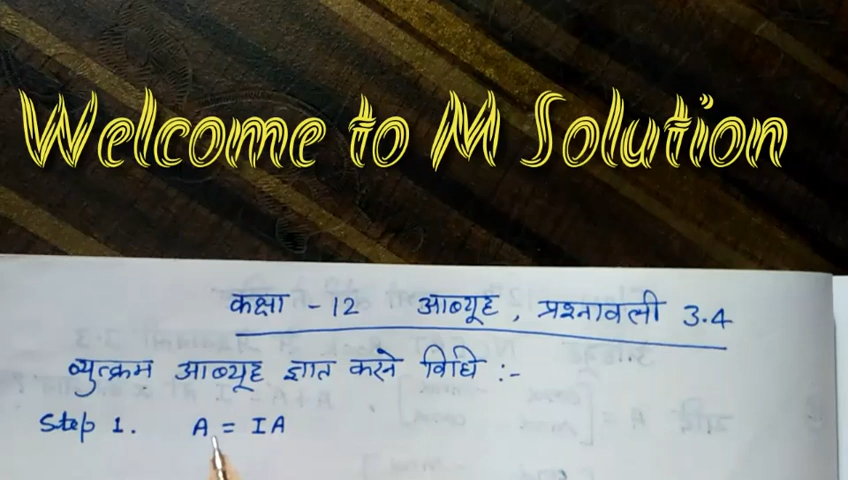 Welcome to M Solution
कक्षा - 12 आव्यूह, प्रश्नावली 3.4
व्युत्क्रम आव्यूह ज्ञात करने विधि :-
Step 1. A = IA